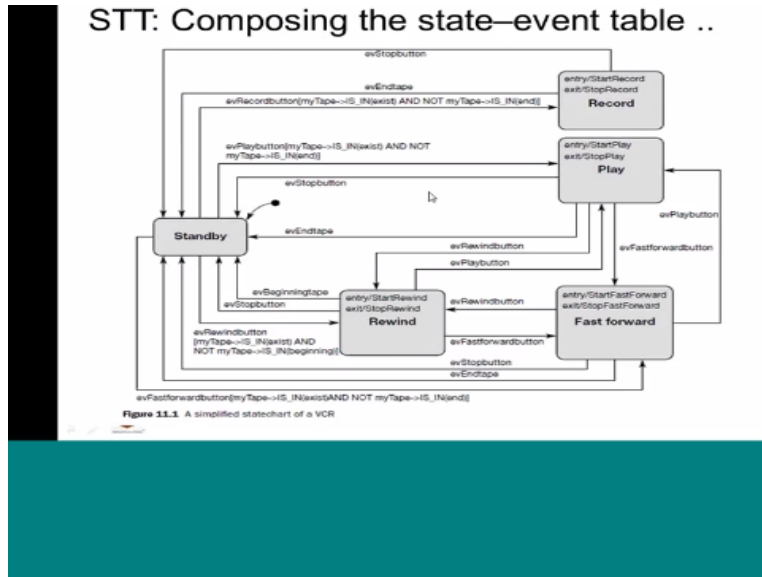 STT: Composing the state–event table ..
evStopbutton
evEndtape
evRecordbutton[myTape->IS_IN(exist) AND NOT myTape->IS_IN(end)]
entry/StartRecord
exit/StopRecord
Record
evPlaybutton[myTape->IS_IN(exist) AND NOT
myTape->IS_IN(end)]
entry/StartPlay
exit/StopPlay
Play
evStopbutton
evPlaybutton
Standby
evEndtape
evRewindbutton
evFastforwardbutton
evPlaybutton
evBeginningtape
evStopbutton
entry/StartRewind
exit/StopRewind
Rewind
evRewindbutton
entry/StartFastForward
exit/StopFastForward
Fast forward
evRewindbutton
[myTape->IS_IN(exist) AND
NOT myTape->IS_IN(beginning)]
evFastforwardbutton
evStopbutton
evEndtape
evFastforwardbutton[myTape->IS_IN(exist)AND NOT myTape->IS_IN(end)]
Figure 11.1 A simplified statechart of a VCR